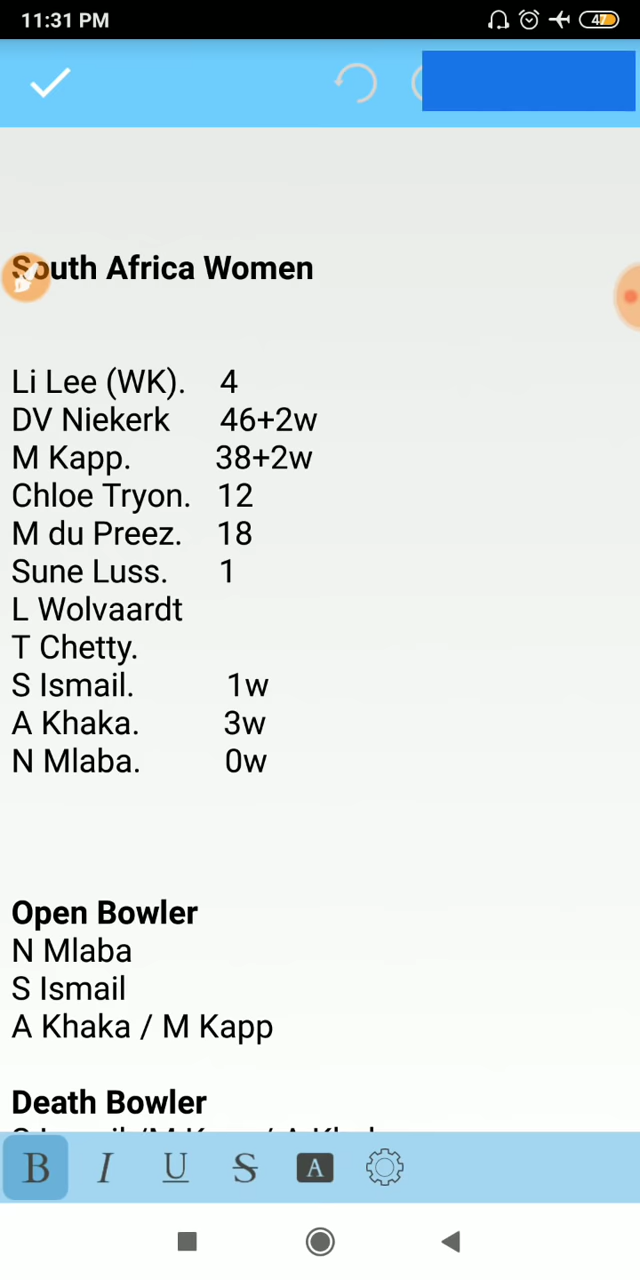 11:31 PM
47
South Africa Women
Li Lee (WK). 4
DV Niekerk 46+2w
M Kapp. 38+2w
Chloe Tryon. 12
M du Preez. 18
Sune Luss. 1
L Wolvaardt
T Chetty.
S Ismail. 1w
A Khaka. 3w
N Mlaba. 0w
Open Bowler
N Mlaba
S Ismail
A Khaka / M Kapp
Death Bowler
B I U S A